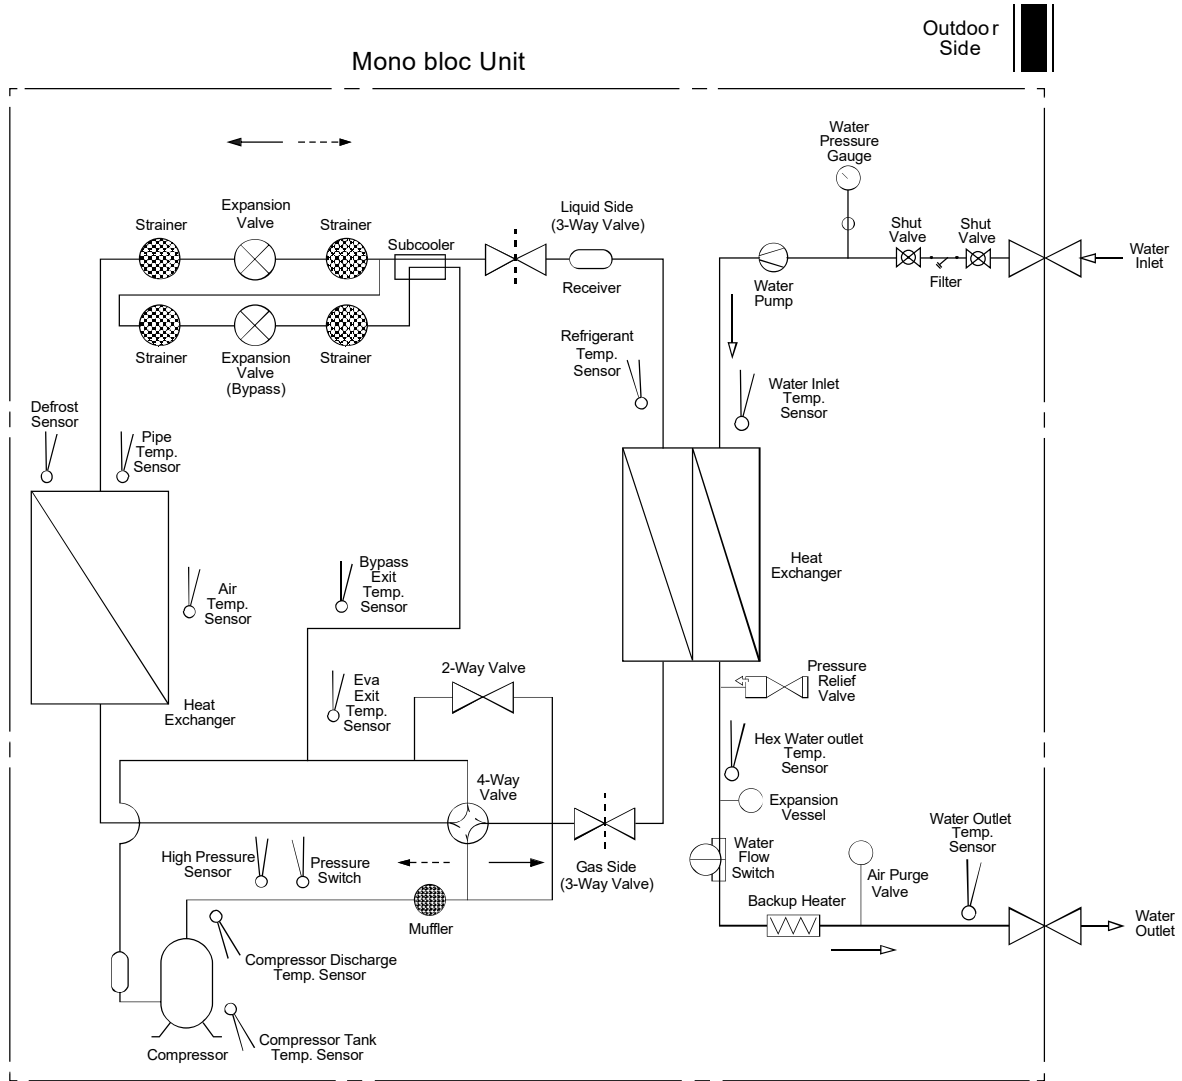 Outdoor
Side
Mono bloc Unit
Water
Pressure
Gauge
Expansion
Valve
Strainer
Strainer
Liquid Side
(3-Way Valve)
Subcooler
Shut
Valve
Shut
Valve
Water
Inlet
Receiver
Water
Pump
Filter
Strainer
Expansion
Valve
(Bypass)
Strainer
Refrigerant
Temp.
Sensor
Water Inlet
Temp.
Sensor
Defrost
Sensor
Pipe
Temp.
Sensor
Air
Temp.
Sensor
Bypass
Exit
Temp.
Sensor
Heat
Exchanger
Heat
Exchanger
Eva
Exit
Temp.
Sensor
2-Way Valve
Pressure
Relief
Valve
Hex Water outlet
Temp.
Sensor
4-Way
Valve
Expansion
Vessel
Water Outlet
Temp.
Sensor
High Pressure
Sensor
Pressure
Switch
Gas Side
(3-Way Valve)
Water
Flow
Switch
Air Purge
Valve
Backup Heater
Water
Outlet
Muffler
Compressor Discharge
Temp. Sensor
Compressor Tank
Temp. Sensor
Compressor